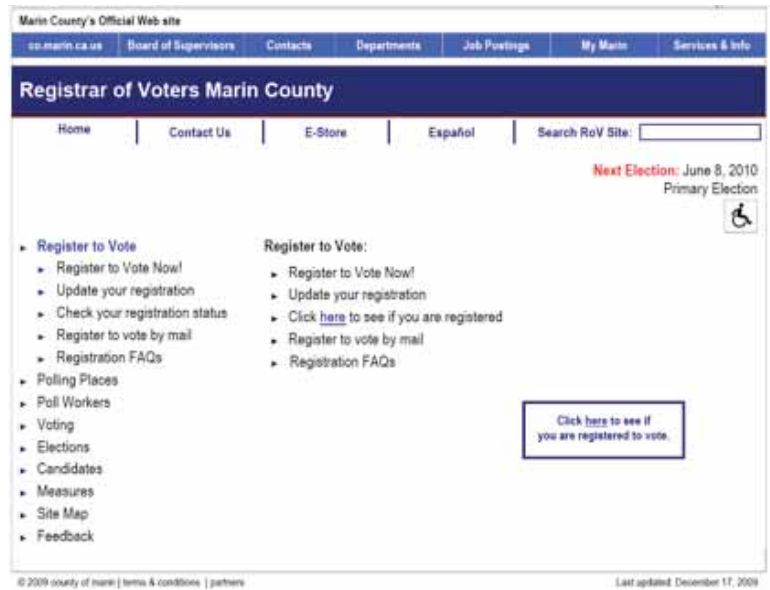 Marin County's Official Web site
co.marin.ca.us Board of Supervisors Contacts Departments Job Postings My Marin Services & Info
Registrar of Voters Marin County
Home Contact Us E-Store Español Search RoV Site:
Next Election: June 8, 2010
Primary Election
Register to Vote
Register to Vote Now!
Update your registration
Check your registration status
Register to vote by mail
Registration FAQs
Polling Places
Poll Workers
Voting
Elections
Candidates
Measures
Site Map
Feedback
Register to Vote:
Register to Vote Now!
Update your registration
Click here to see if you are registered
Register to vote by mail
Registration FAQs
Click here to see if
you are registered to vote.
© 2009 county of marin | terms & conditions | partners
Last updated: December 17, 2009